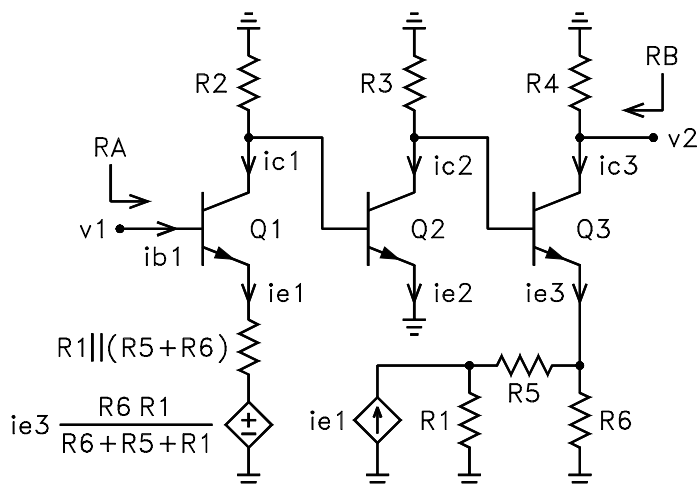 R2
R3
R4
RB
v2
RA
ic1
ic2
ic3
v1
ib1
Q1
Q2
Q3
ie1
ie2
ie3
R1||(R5+R6)
R5
ie3 R6 R1
R6+R5+R1
+
−
ie1
R1
R6